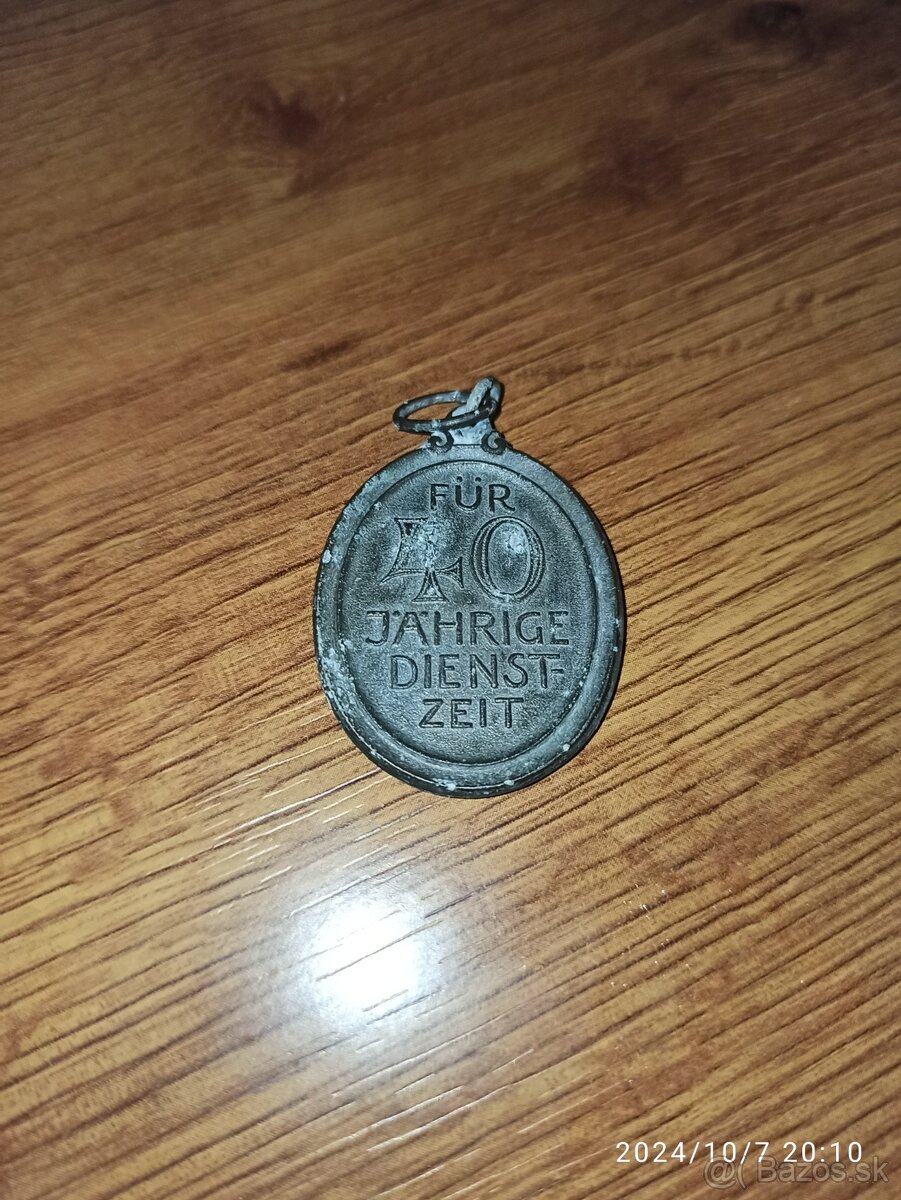 FÜR
40
JÄHRIGE
DIENST-
ZEIT
2024/10/7 20:10
@( Bazos.sk